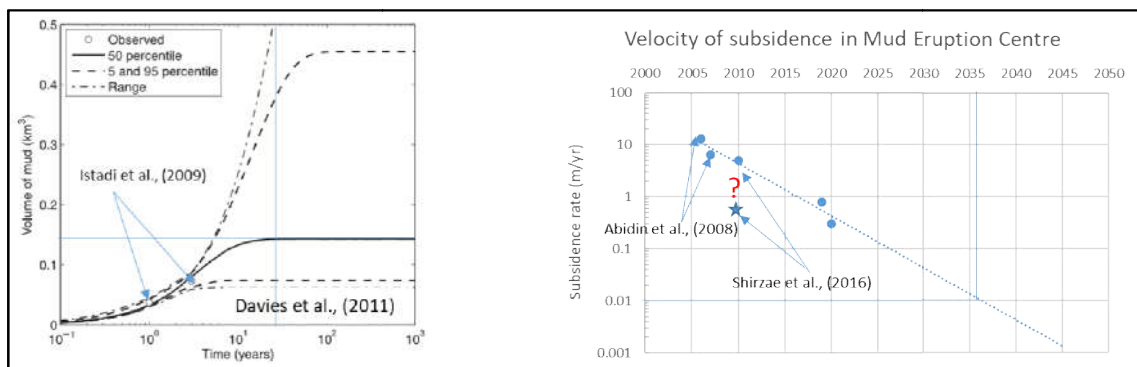 0.5
0.4
0.3
0.2
0.1
0
Volume of mud (km³)
Observed
50 percentile
5 and 95 percentile
Range
Istadi et al., (2009)
Davies et al., (2011)
10⁻¹ 10⁰ 10¹ 10² 10³
Time (years)
Velocity of subsidence in Mud Eruption Centre
2000 2005 2010 2015 2020 2025 2030 2035 2040 2045 2050
100
10
1
0.1
0.01
0.001
Subsidence rate (m/yr)
?
Abidin et al., (2008)
Shirzae et al., (2016)